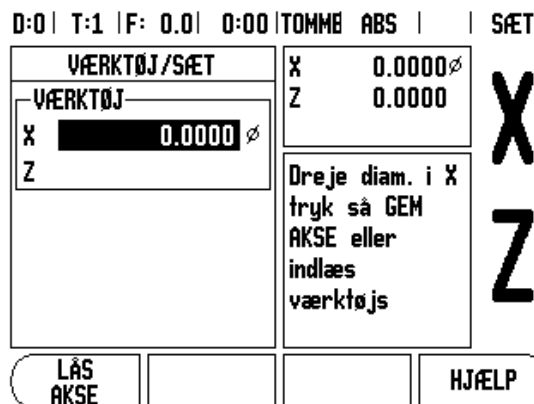 D:0 | T:1 | F: 0.0 | 0:00 | TOMME ABS | | SÆT
VÆRKTØJ/SÆT
VÆRKTØJ
X 0.0000 ø
Z
X 0.0000 ø
Z 0.0000
Dreje diam. i X
tryk så GEM
AKSE eller
indlæs
værktøjs
X
Z
LÅS
AKSE
HJÆLP